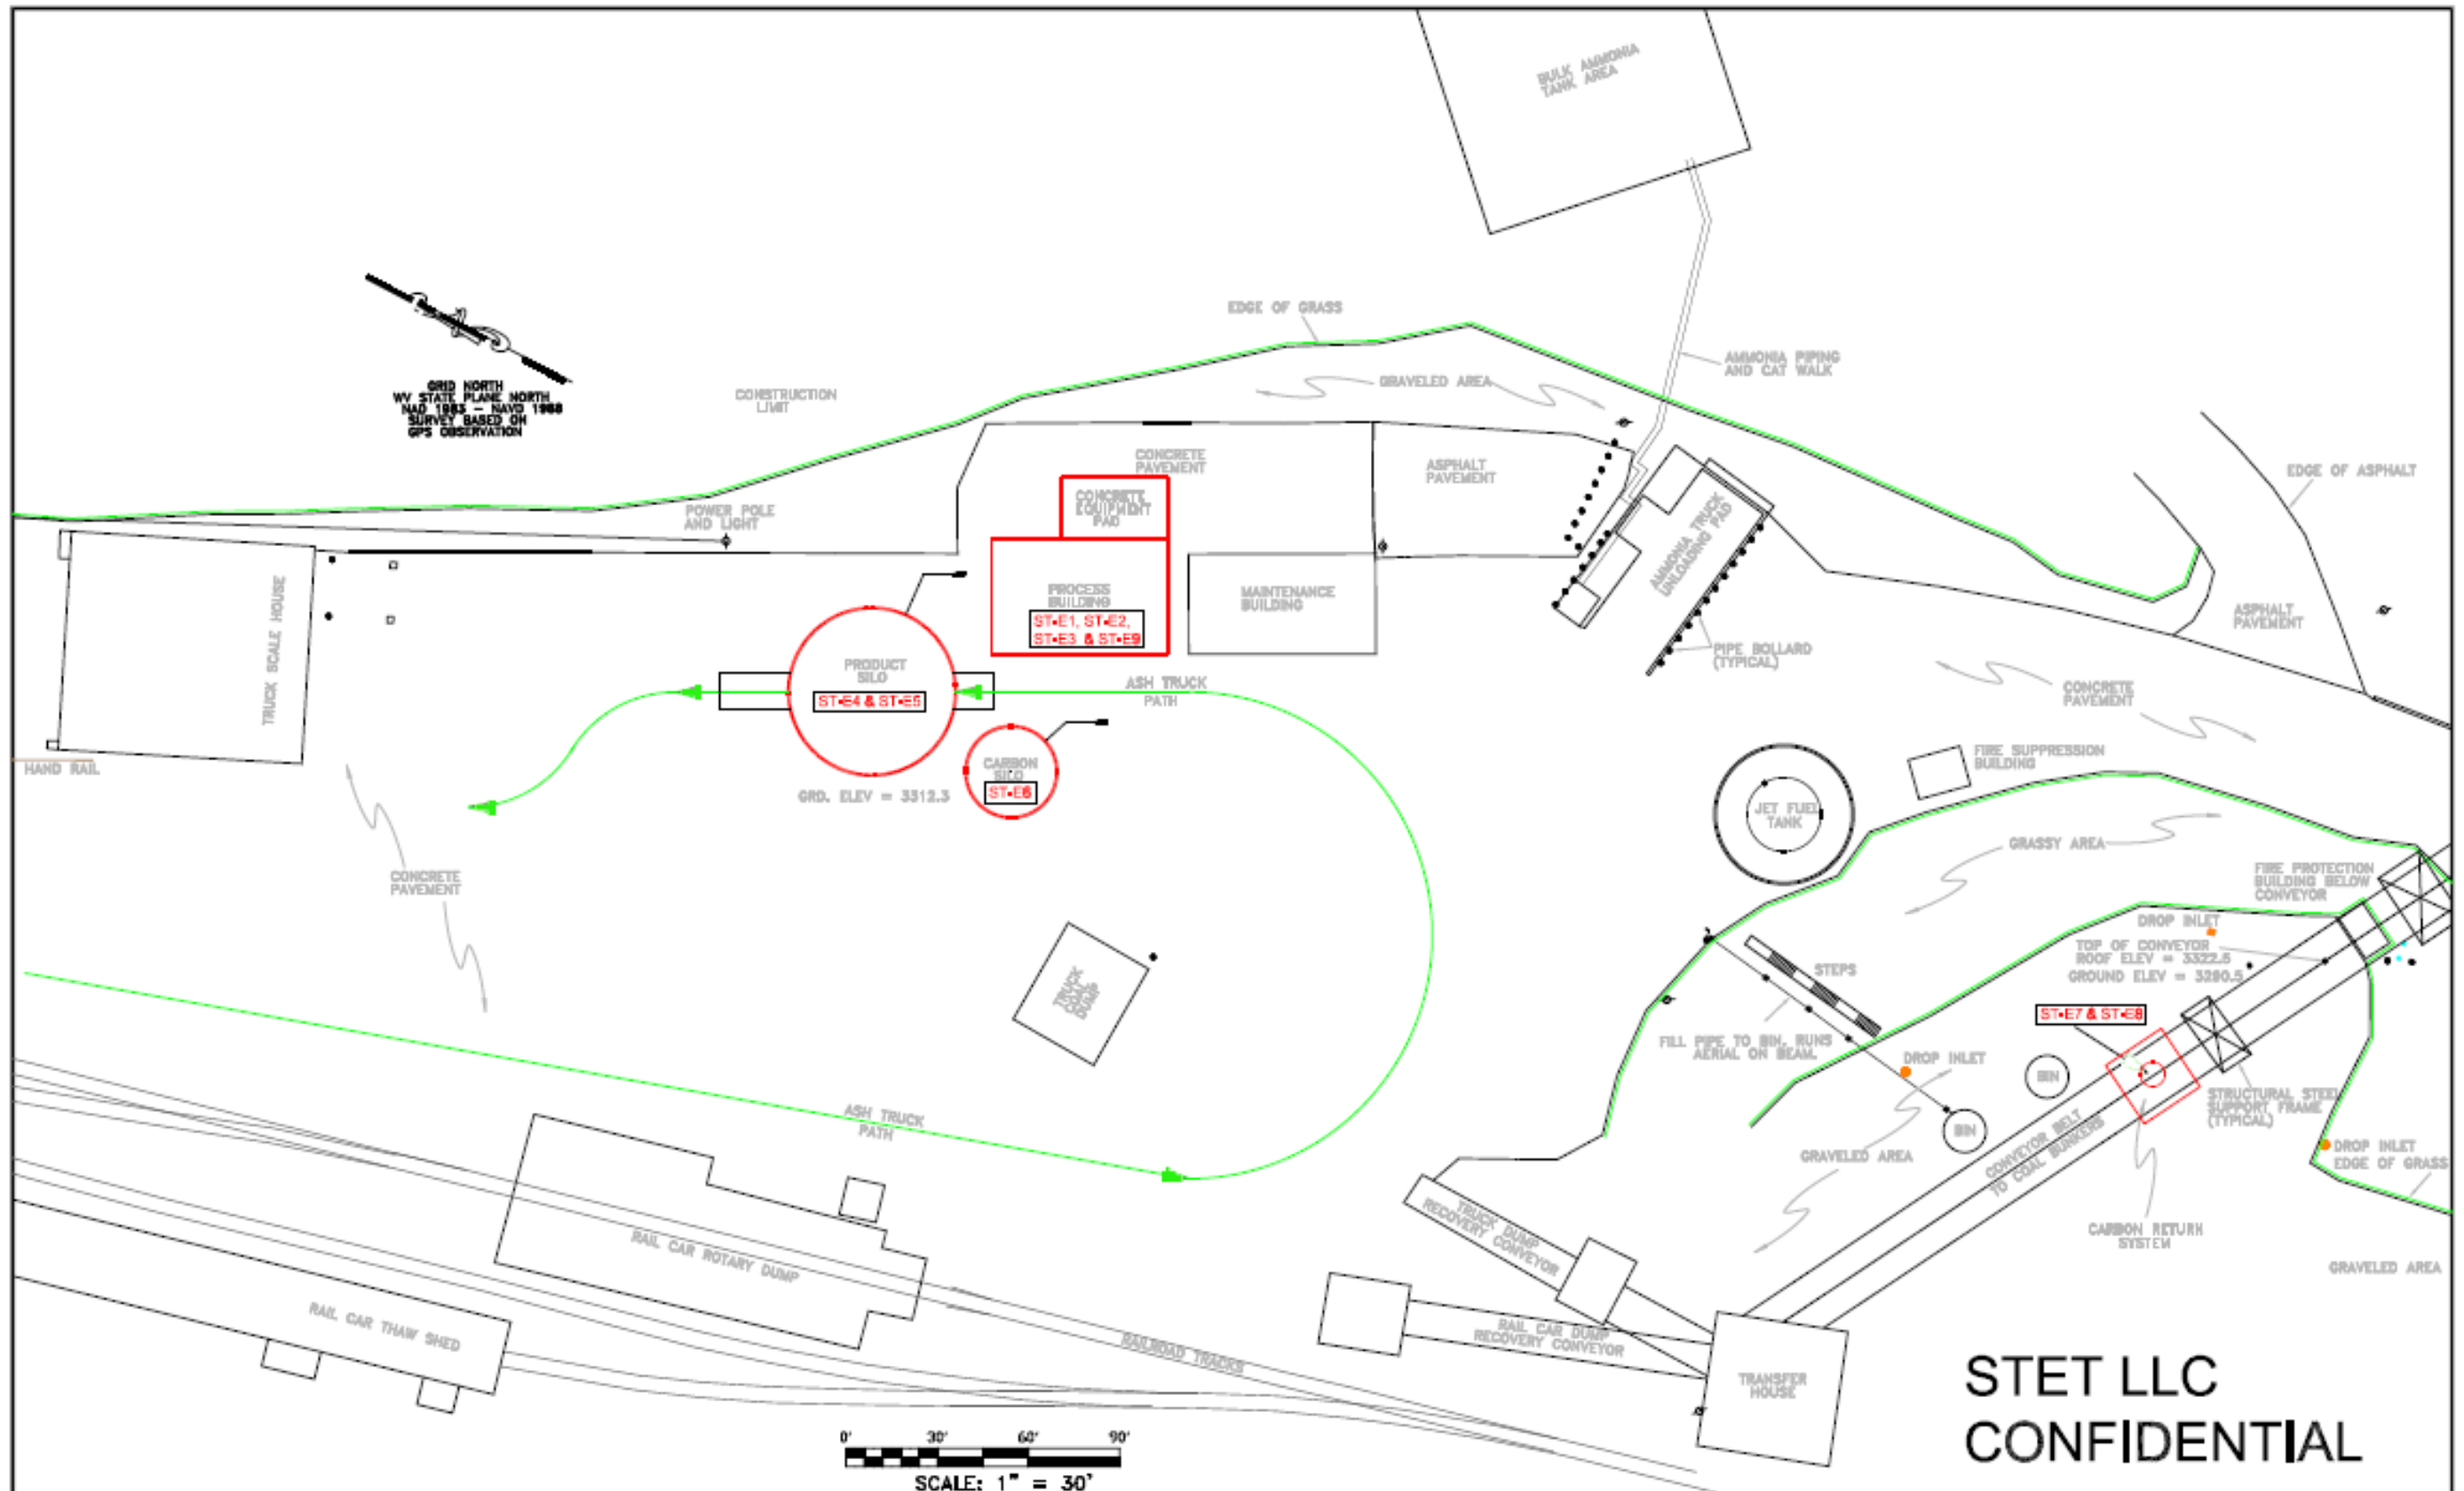 BULK AMMONIA
TANK AREA
EDGE OF GRASS
GRID NORTH
WV STATE PLANE NORTH
NAD 1983 - NAVD 1988
SURVEY BASED ON
GPS OBSERVATION
CONSTRUCTION
LIMIT
GRAVELED AREA
AMMONIA PIPING
AND CAT WALK
CONCRETE
PAVEMENT
ASPHALT
PAVEMENT
EDGE OF ASPHALT
POWER POLE
AND LIGHT
CONCRETE
EQUIPMENT
PAD
AMMONIA TRUCK
UNLOADING PAD
TRUCK SCALE HOUSE
PROCESS
BUILDING
ST-E1, ST-E2,
ST-E3 & ST-E9
MAINTENANCE
BUILDING
ASPHALT
PAVEMENT
PIPE BOLLARD
(TYPICAL)
PRODUCT
SILO
ST-E4 & ST-E5
ASH TRUCK
PATH
CONCRETE
PAVEMENT
HAND RAIL
CARBON
SILO
ST-E6
GRD. ELEV = 3312.3
FIRE SUPPRESSION
BUILDING
JET FUEL
TANK
GRASSY AREA
CONCRETE
PAVEMENT
FIRE PROTECTION
BUILDING BELOW
CONVEYOR
DROP INLET
TOP OF CONVEYOR
ROOF ELEV = 3322.5
GROUND ELEV = 3290.5
STEPS
TRUCK
COAL
DUMP
ST-E7 & ST-E8
FILL PIPE TO BIN, RUNS
AERIAL ON BEAM.
DROP INLET
BIN
STRUCTURAL STEEL
SUPPORT FRAME
(TYPICAL)
ASH TRUCK
PATH
BIN
DROP INLET
EDGE OF GRASS
GRAVELED AREA
CONVEYOR BELT
TO COAL BUNKERS
CARBON RETURN
SYSTEM
GRAVELED AREA
RAIL CAR ROTARY DUMP
TRUCK DUMP
RECOVERY CONVEYOR
RAIL CAR THAW SHED
RAILROAD TRACKS
RAIL CAR DUMP
RECOVERY CONVEYOR
TRANSFER
HOUSE
STET LLC
CONFIDENTIAL
0' 30' 60' 90'
SCALE: 1" = 30'